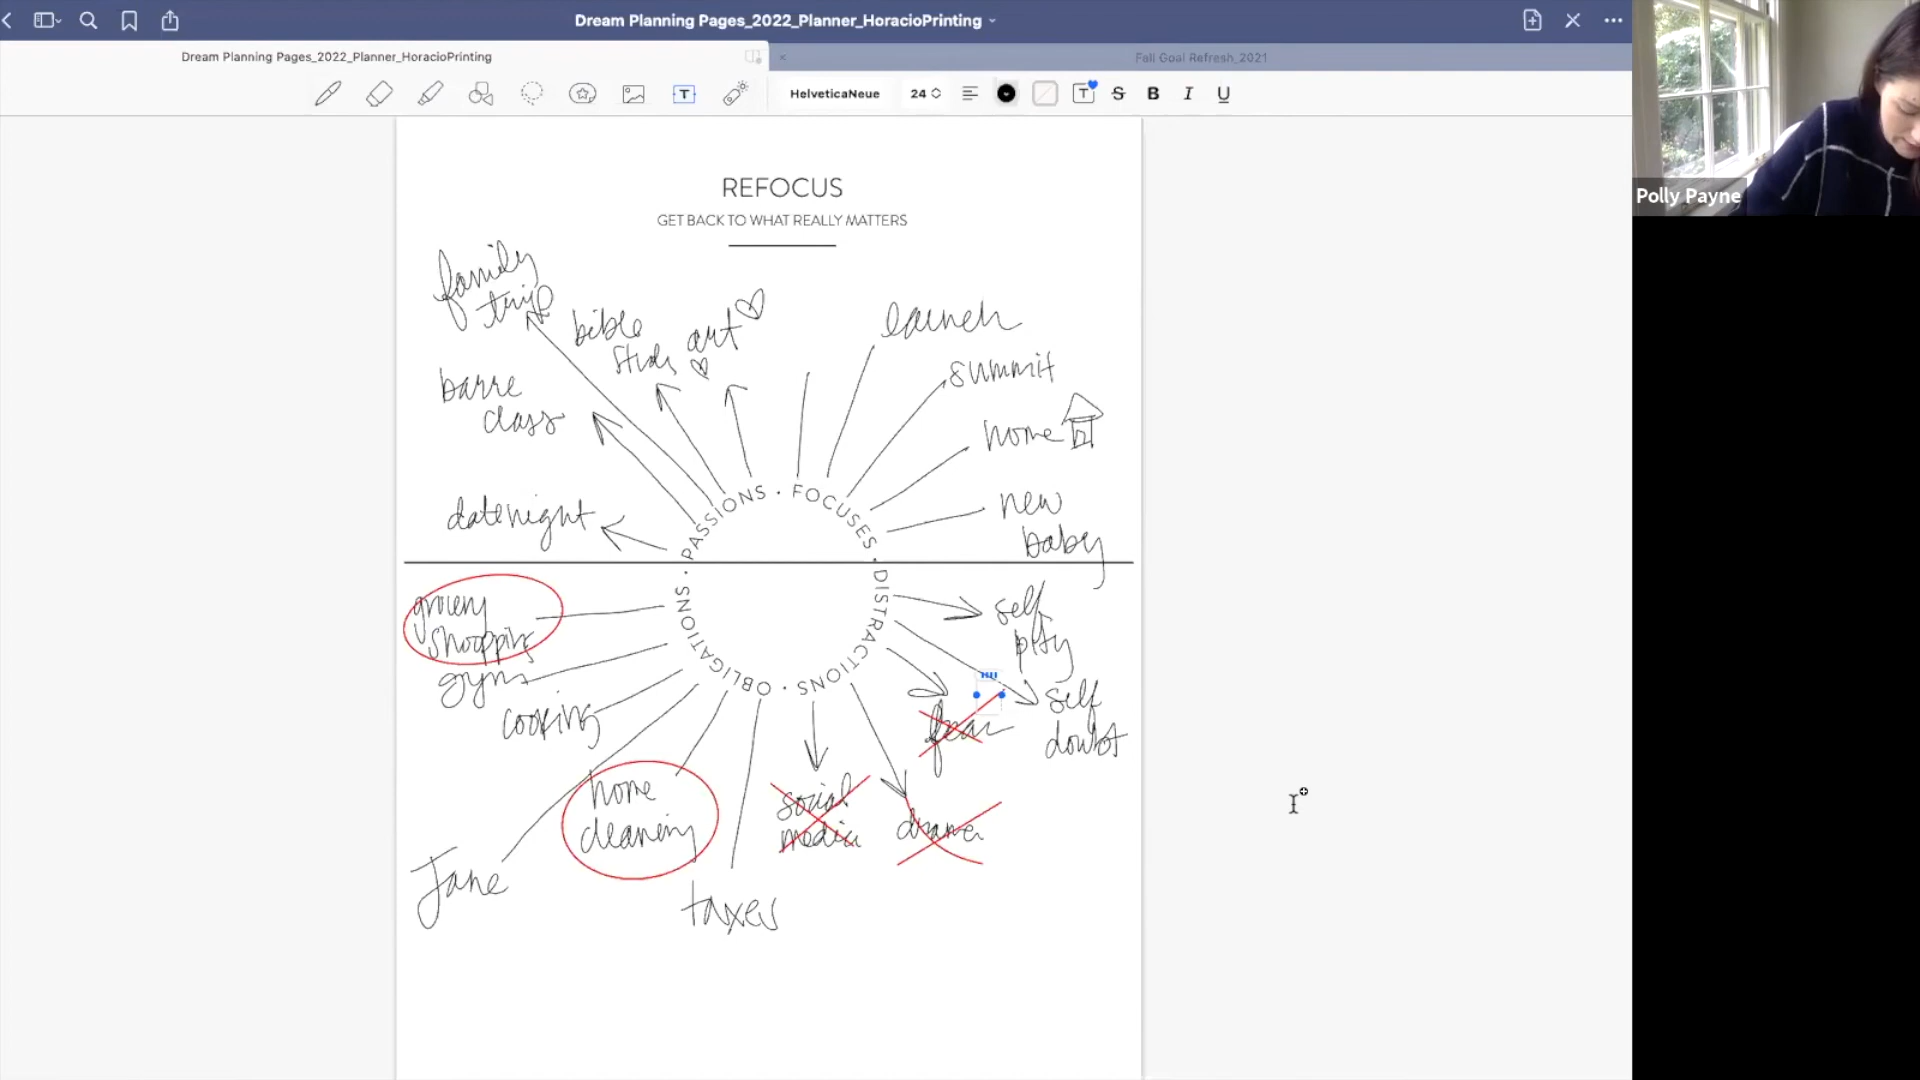 Dream Planning Pages_2022_Planner_HoracioPrinting
Dream Planning Pages_2022_Planner_HoracioPrinting
Fall Goal Refresh_2021
HelveticaNeue
24
T
S
B
I
U
Polly Payne
REFOCUS
GET BACK TO WHAT REALLY MATTERS
family
trip
bible
study
art
launch
summit
barre
class
home
datenight
new
baby
PASSIONS · FOCUSES · DISTRACTIONS · OBLIGATIONS ·
grocery
shopping
gym
cooking
self
pity
self
doubt
fear
home
cleaning
social
media
drama
Jane
taxes